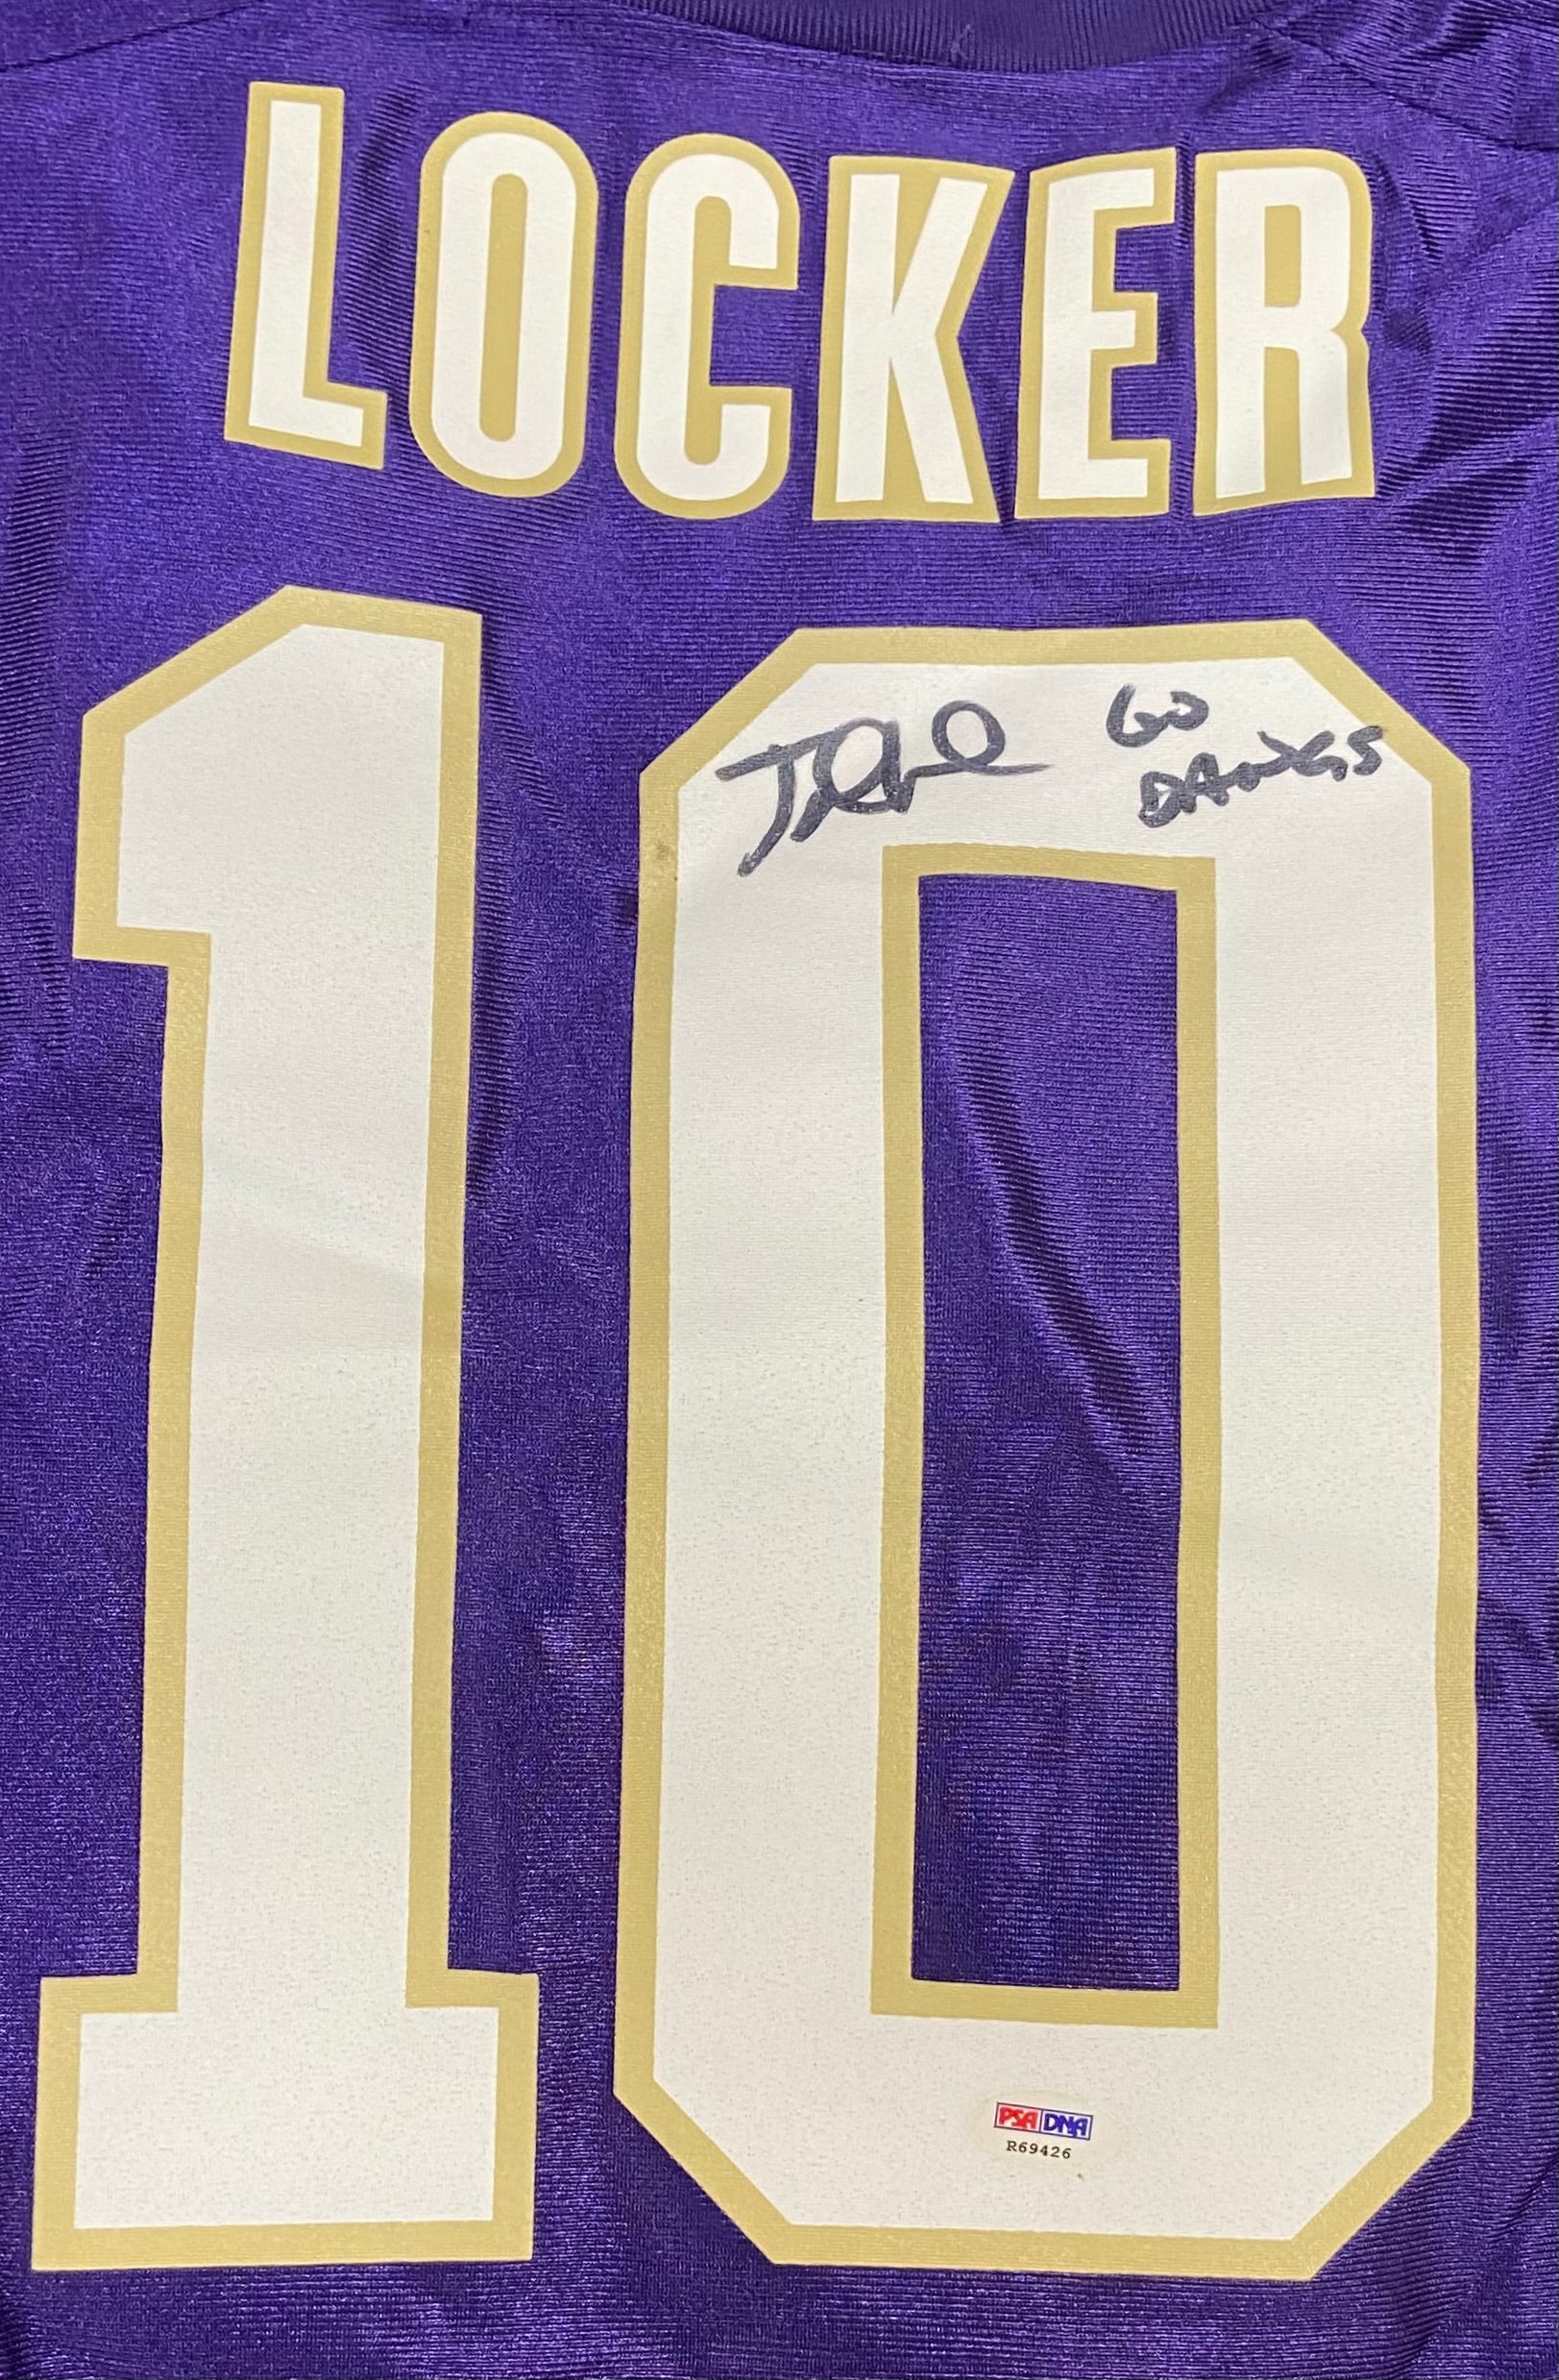 LOCKER
10
GO
DAWGS
PSA DNA
R69426